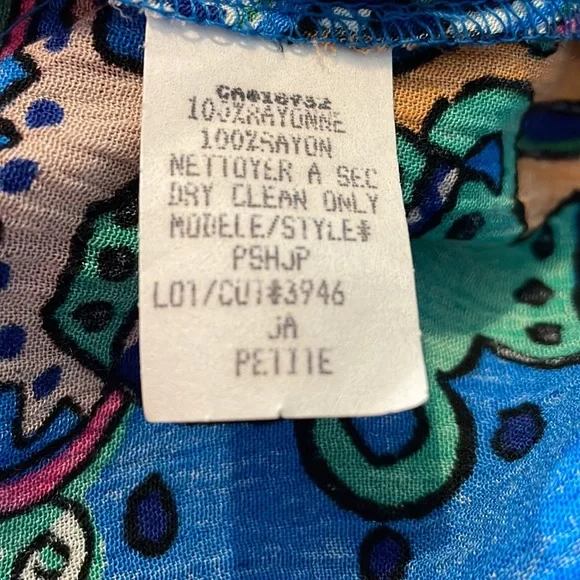 100%RAYONNE
100%RAYON
NETTOYER A SEC
DRY CLEAN ONLY
MODELE/STYLE#
PSHJP
LOT/CUT#3946
JA
PETITE